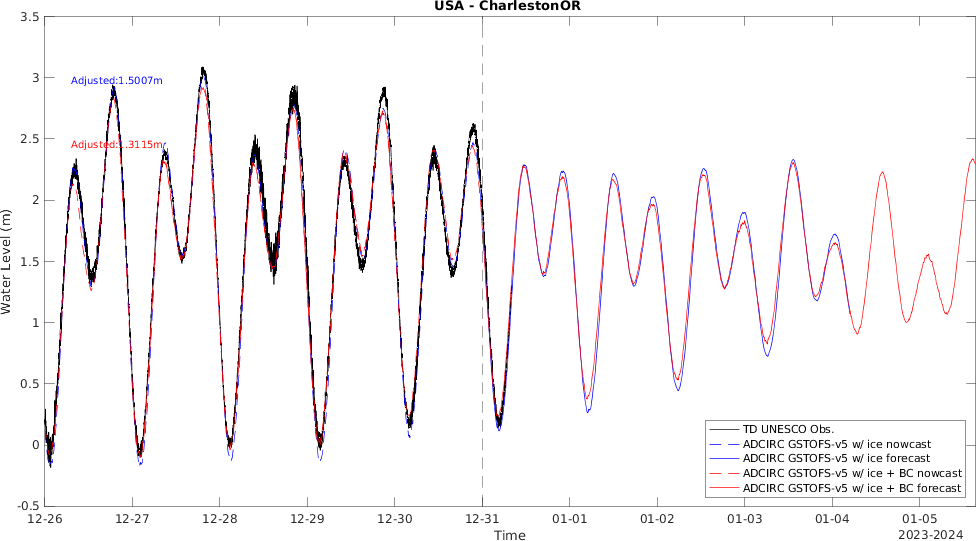 USA - CharlestonOR
3.5
3
2.5
2
1.5
1
0.5
0
-0.5
Water Level (m)
Adjusted:1.5007m
Adjusted:1.3115m
TD UNESCO Obs.
ADCIRC GSTOFS-v5 w/ ice nowcast
ADCIRC GSTOFS-v5 w/ ice forecast
ADCIRC GSTOFS-v5 w/ ice + BC nowcast
ADCIRC GSTOFS-v5 w/ ice + BC forecast
12-26 12-27 12-28 12-29 12-30 12-31 01-01 01-02 01-03 01-04 01-05
Time
2023-2024